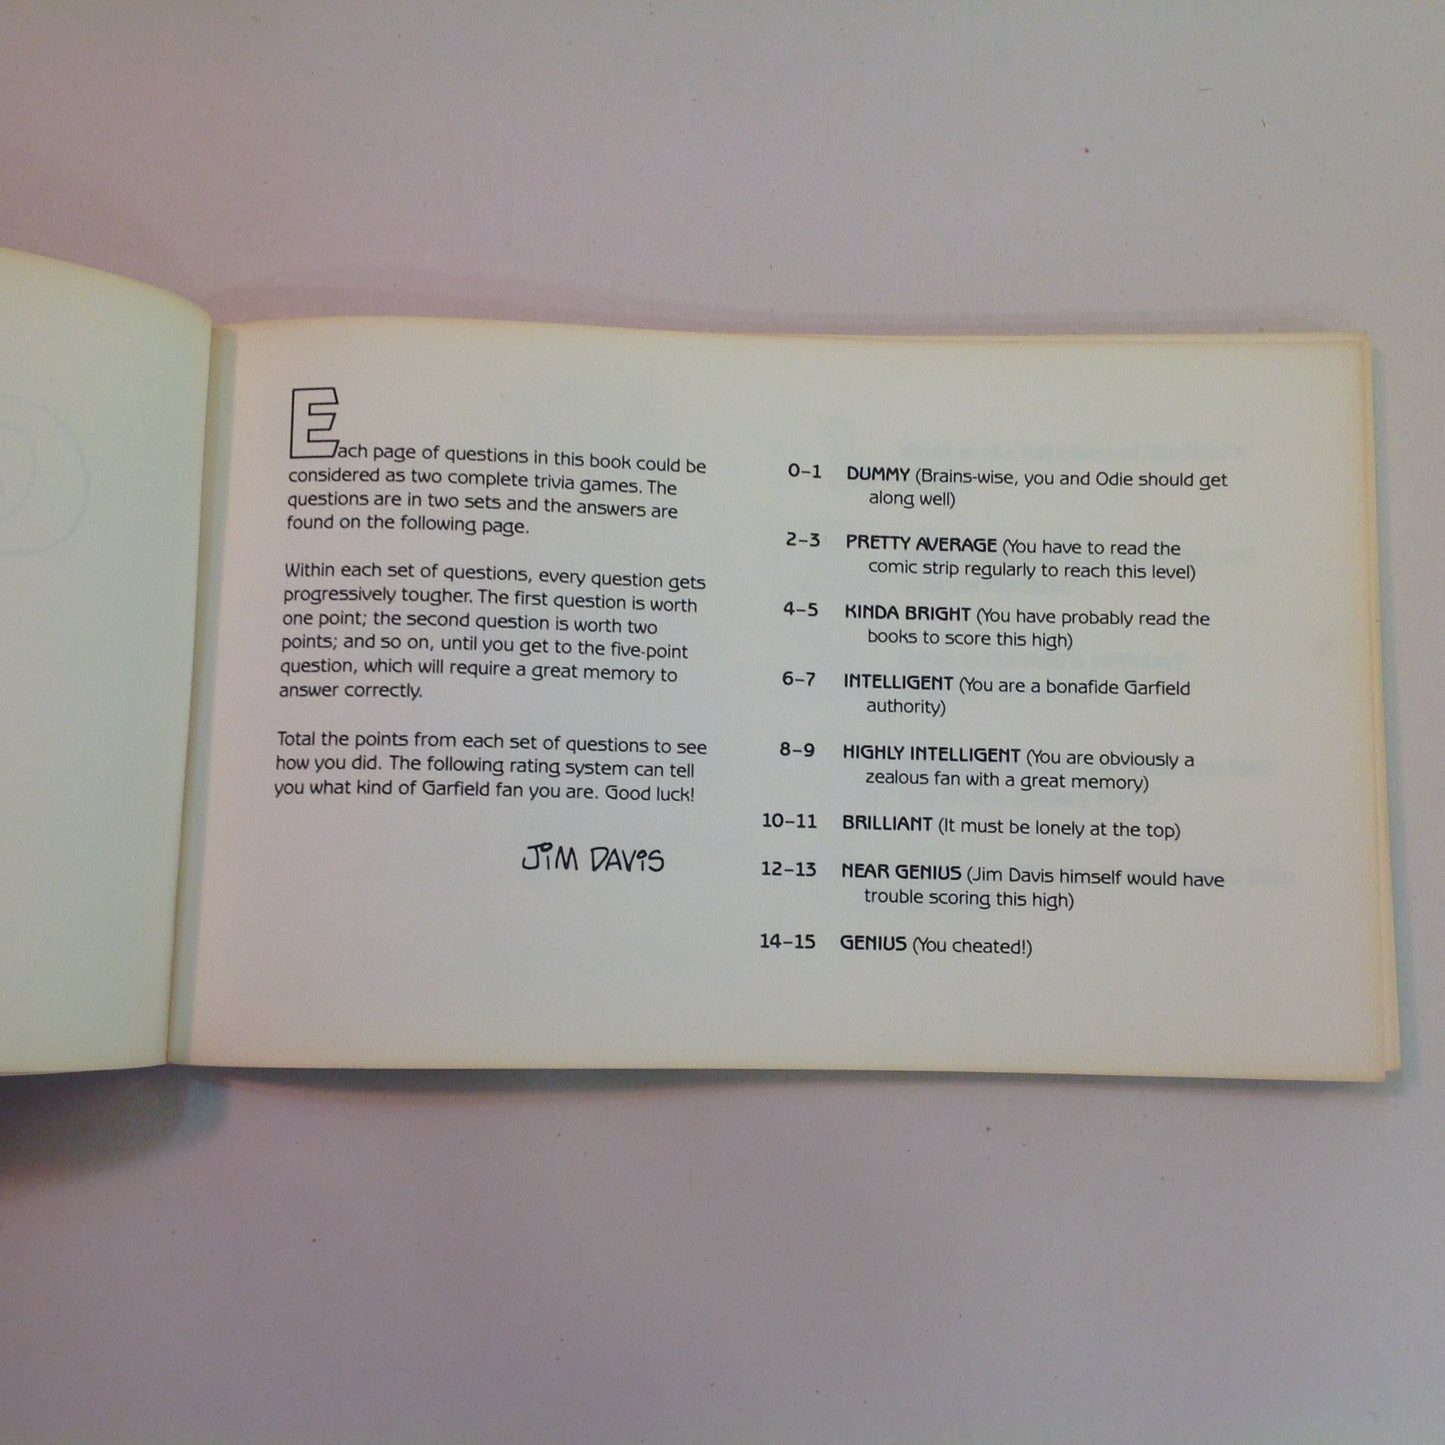 Each page of questions in this book could be
considered as two complete trivia games. The
questions are in two sets and the answers are
found on the following page.
Within each set of questions, every question gets
progressively tougher. The first question is worth
one point; the second question is worth two
points; and so on, until you get to the five-point
question, which will require a great memory to
answer correctly.
Total the points from each set of questions to see
how you did. The following rating system can tell
you what kind of Garfield fan you are. Good luck!
JIM DAVIS
0–1 DUMMY (Brains-wise, you and Odie should get
along well)
2–3 PRETTY AVERAGE (You have to read the
comic strip regularly to reach this level)
4–5 KINDA BRIGHT (You have probably read the
books to score this high)
6–7 INTELLIGENT (You are a bonafide Garfield
authority)
8–9 HIGHLY INTELLIGENT (You are obviously a
zealous fan with a great memory)
10–11 BRILLIANT (It must be lonely at the top)
12–13 NEAR GENIUS (Jim Davis himself would have
trouble scoring this high)
14–15 GENIUS (You cheated!)